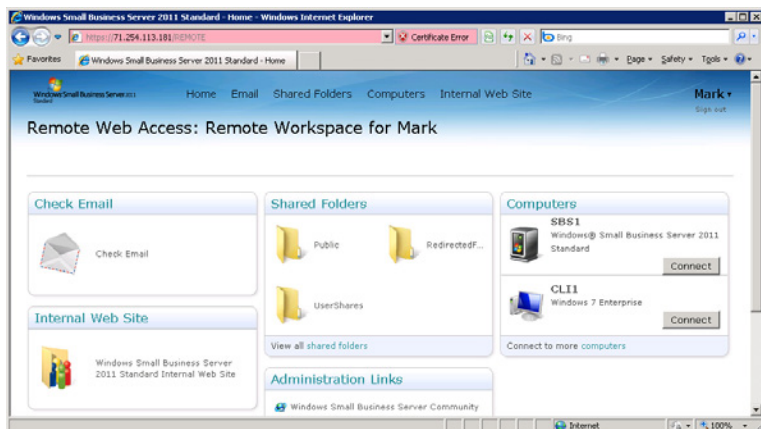 Windows Small Business Server 2011 Standard - Home - Windows Internet Explorer
https://71.254.113.181/REMOTE
Certificate Error
Bing
Favorites
Windows Small Business Server 2011 Standard - Home
Page
Safety
Tools
Windows Small Business Server 2011
Standard
Home Email Shared Folders Computers Internal Web Site
Mark
Sign out
Remote Web Access: Remote Workspace for Mark
Check Email
Check Email
Internal Web Site
Windows Small Business Server
2011 Standard Internal Web Site
Shared Folders
Public
RedirectedF...
UserShares
View all shared folders
Administration Links
Windows Small Business Server Community
Computers
SBS1
Windows® Small Business Server 2011
Standard
Connect
CLI1
Windows 7 Enterprise
Connect
Connect to more computers
Internet
100%